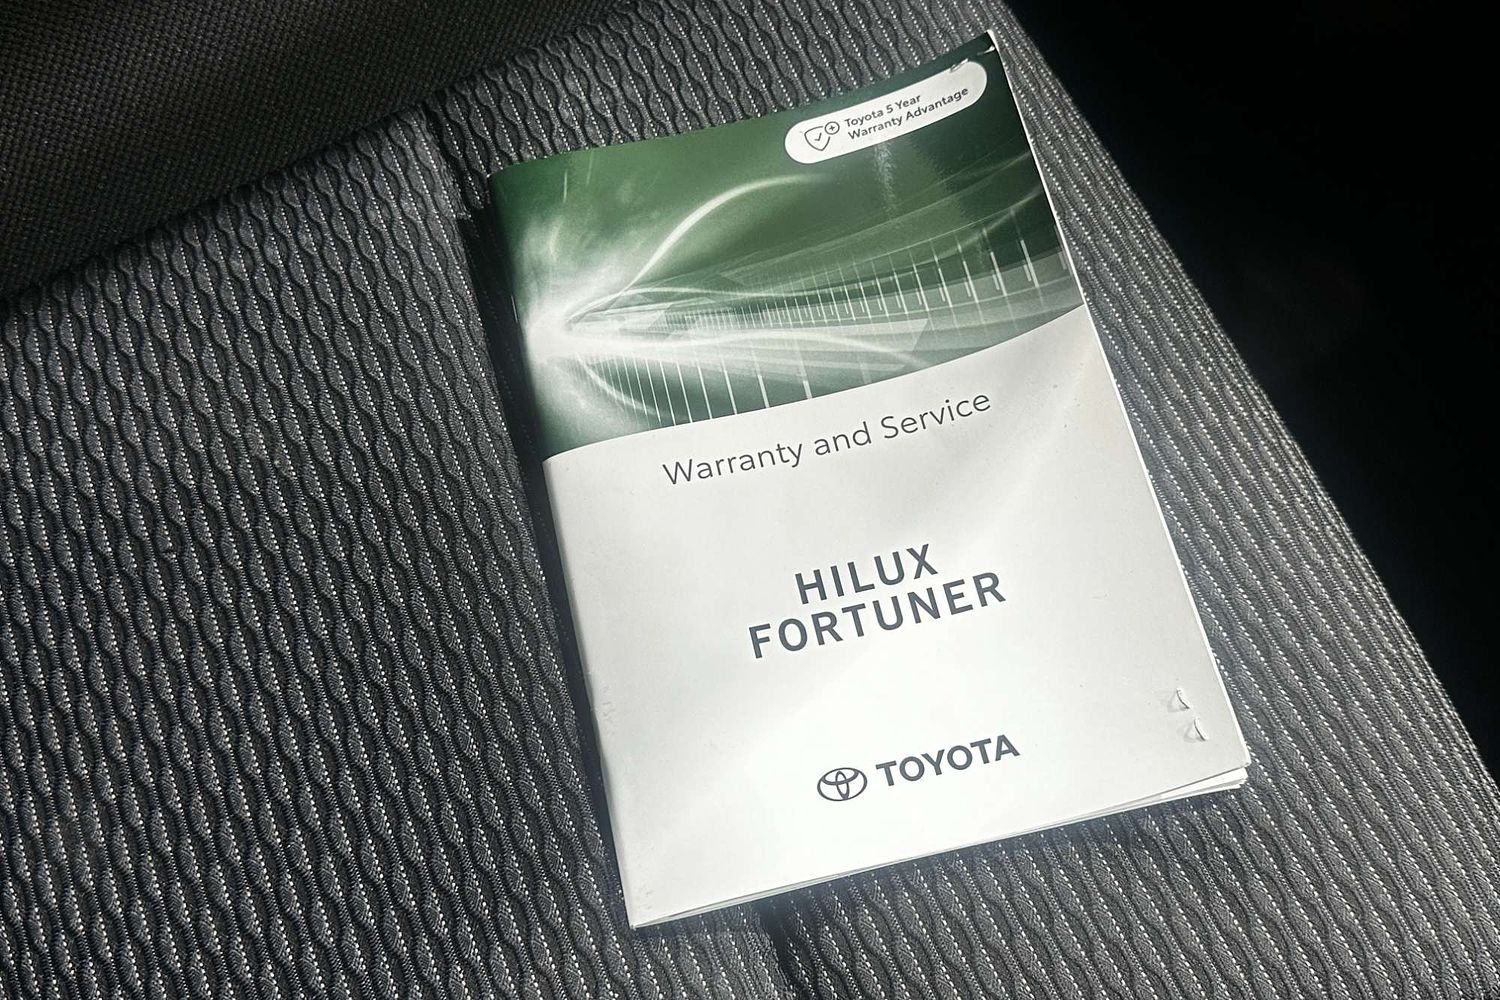 Toyota 5 Year
Warranty Advantage
Warranty and Service
HILUX
FORTUNER
TOYOTA